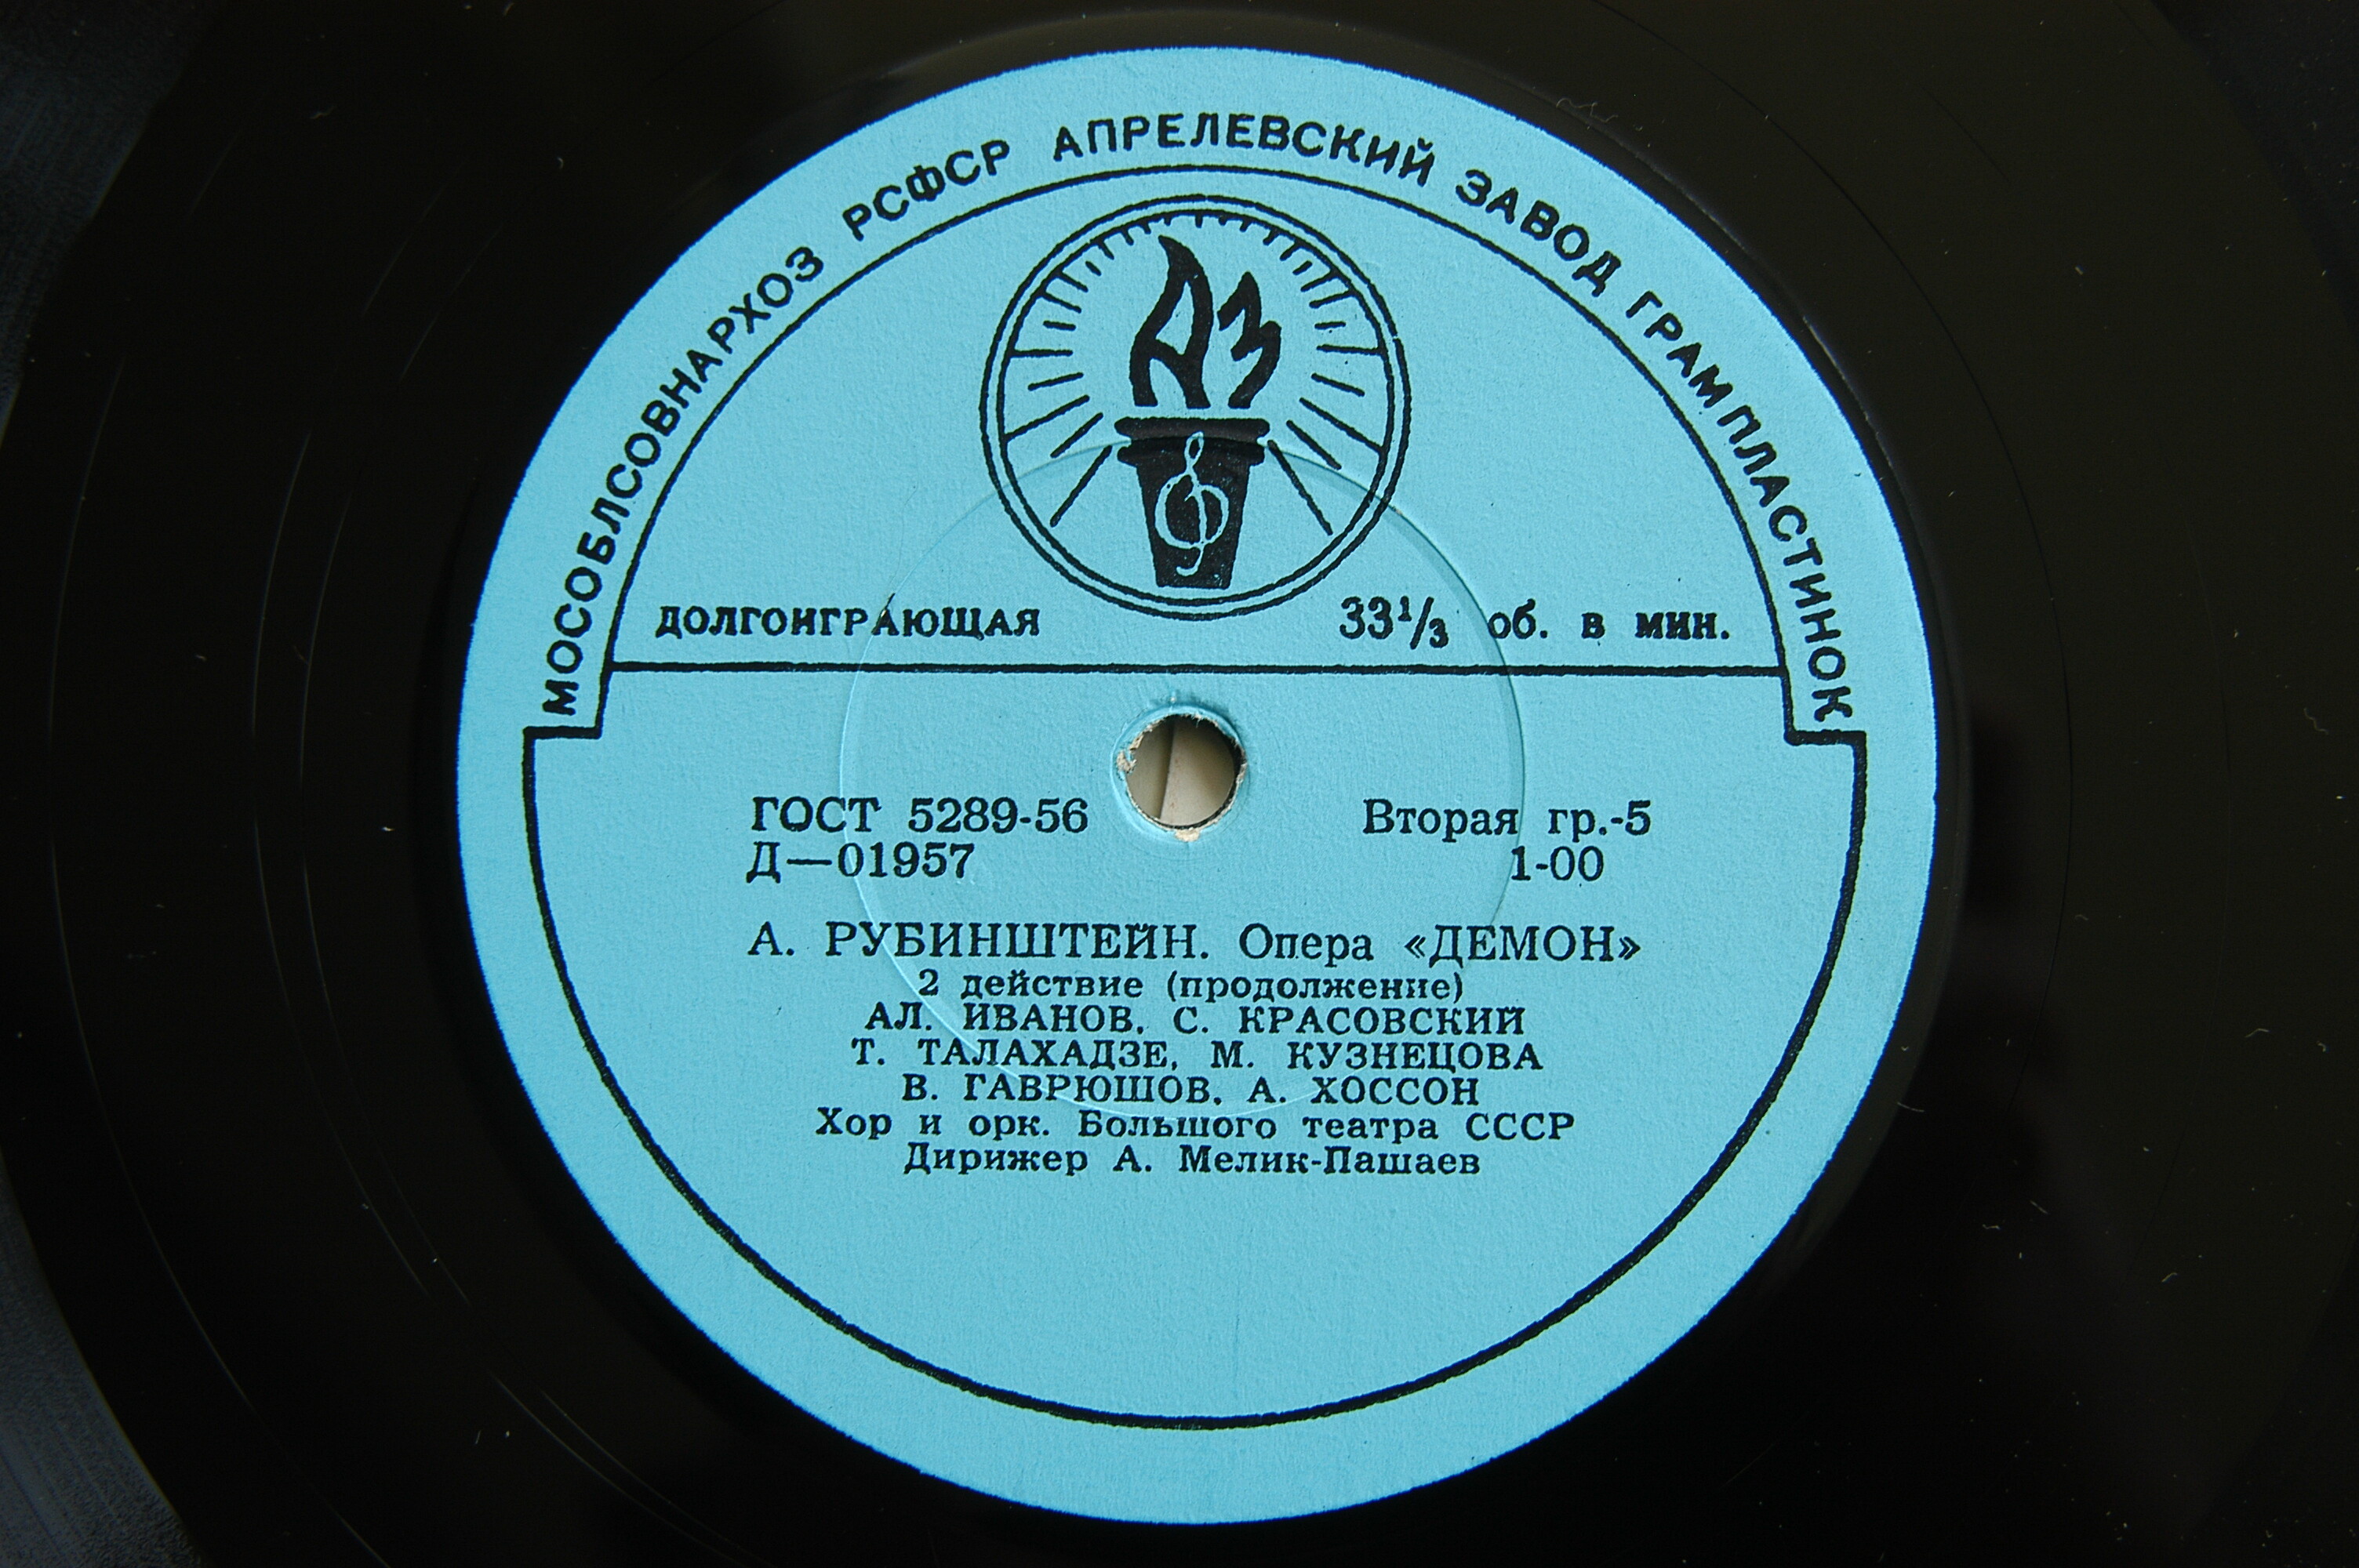 МОСОБЛСОВНАРХОЗ РСФСР АПРЕЛЕВСКИЙ ЗАВОД ГРАМПЛАСТИНОК
АЗ
ДОЛГОИГРАЮЩАЯ 33⅓ об. в мин.
ГОСТ 5289-56 Вторая гр.-5
Д—01957 1-00
А. РУБИНШТЕЙН. Опера «ДЕМОН»
2 действие (продолжение)
АЛ. ИВАНОВ, С. КРАСОВСКИЙ
Т. ТАЛАХАДЗЕ, М. КУЗНЕЦОВА
В. ГАВРЮШОВ, А. ХОССОН
Хор и орк. Большого театра СССР
Дирижер А. Мелик-Пашаев